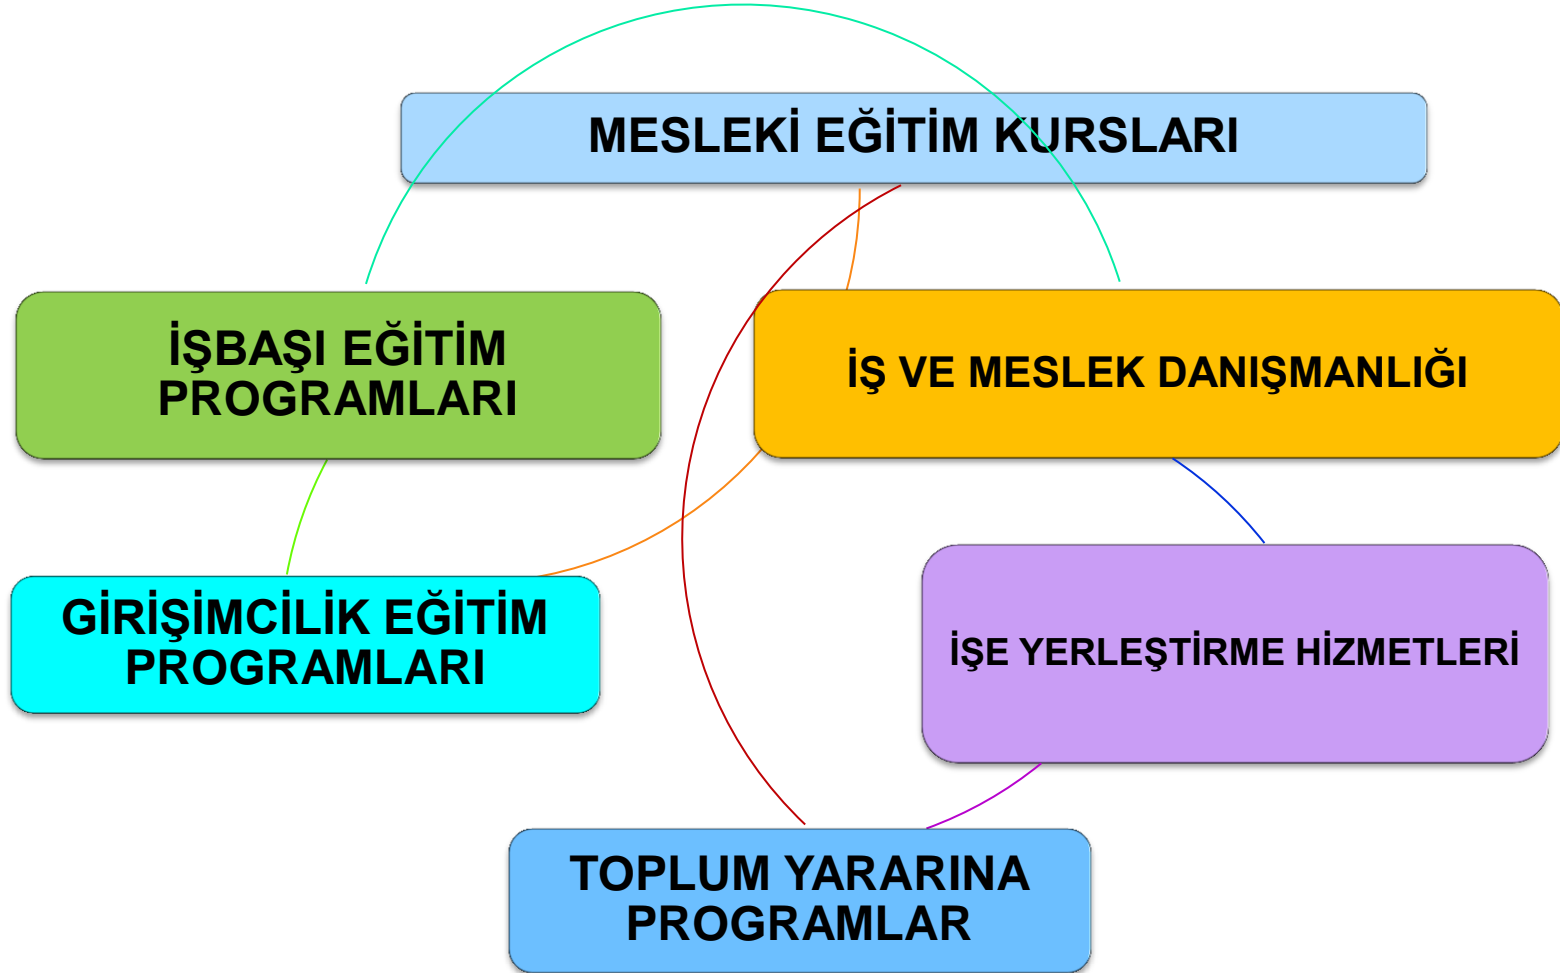 MESLEKİ EĞİTİM KURSLARI
İŞBAŞI EĞİTİM
PROGRAMLARI
İŞ VE MESLEK DANIŞMANLIĞI
GİRİŞİMCİLİK EĞİTİM
PROGRAMLARI
İŞE YERLEŞTİRME HİZMETLERİ
TOPLUM YARARINA
PROGRAMLAR